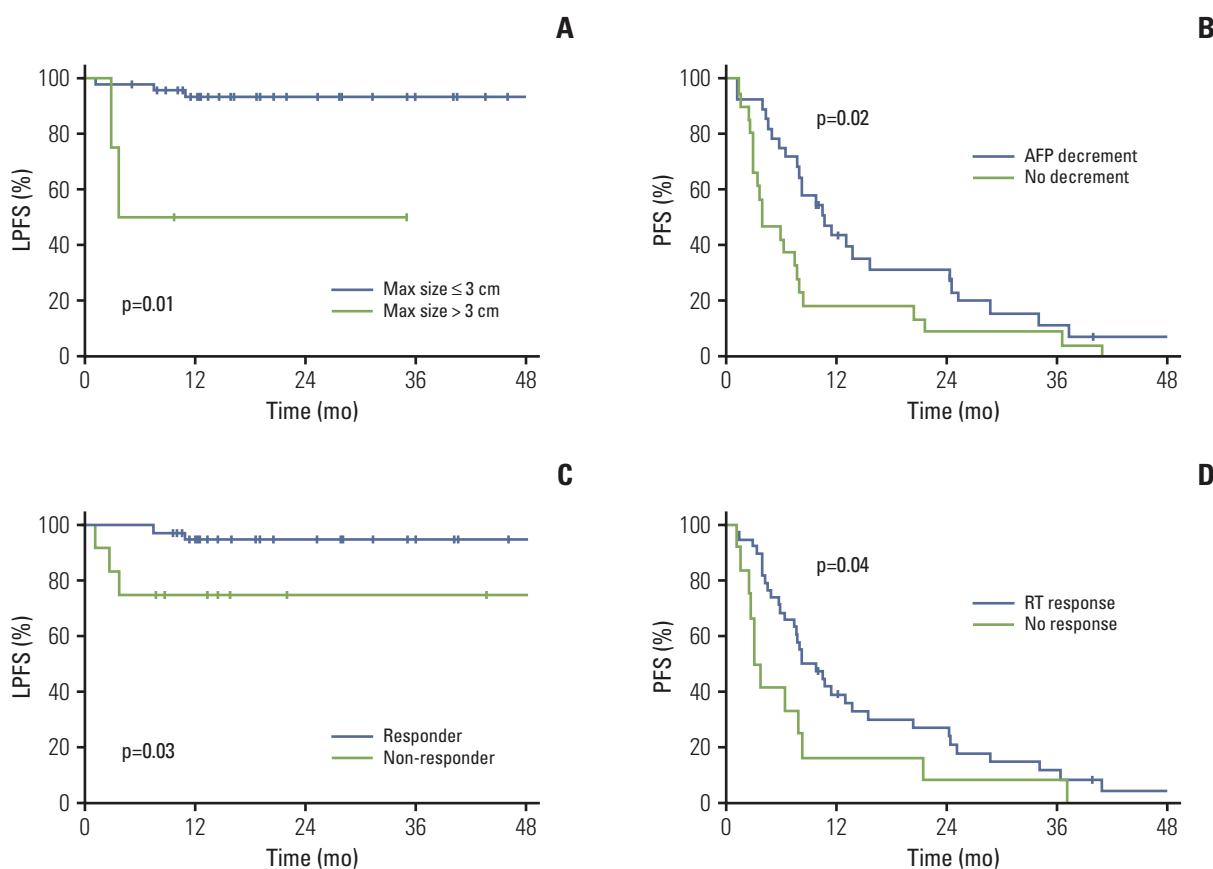 A
100
80
60
40
20
0
LPFS (%)
p=0.01
Max size ≤ 3 cm
Max size > 3 cm
0 12 24 36 48
Time (mo)
B
100
80
60
40
20
0
PFS (%)
p=0.02
AFP decrement
No decrement
0 12 24 36 48
Time (mo)
C
100
80
60
40
20
0
LPFS (%)
p=0.03
Responder
Non-responder
0 12 24 36 48
Time (mo)
D
100
80
60
40
20
0
PFS (%)
p=0.04
RT response
No response
0 12 24 36 48
Time (mo)